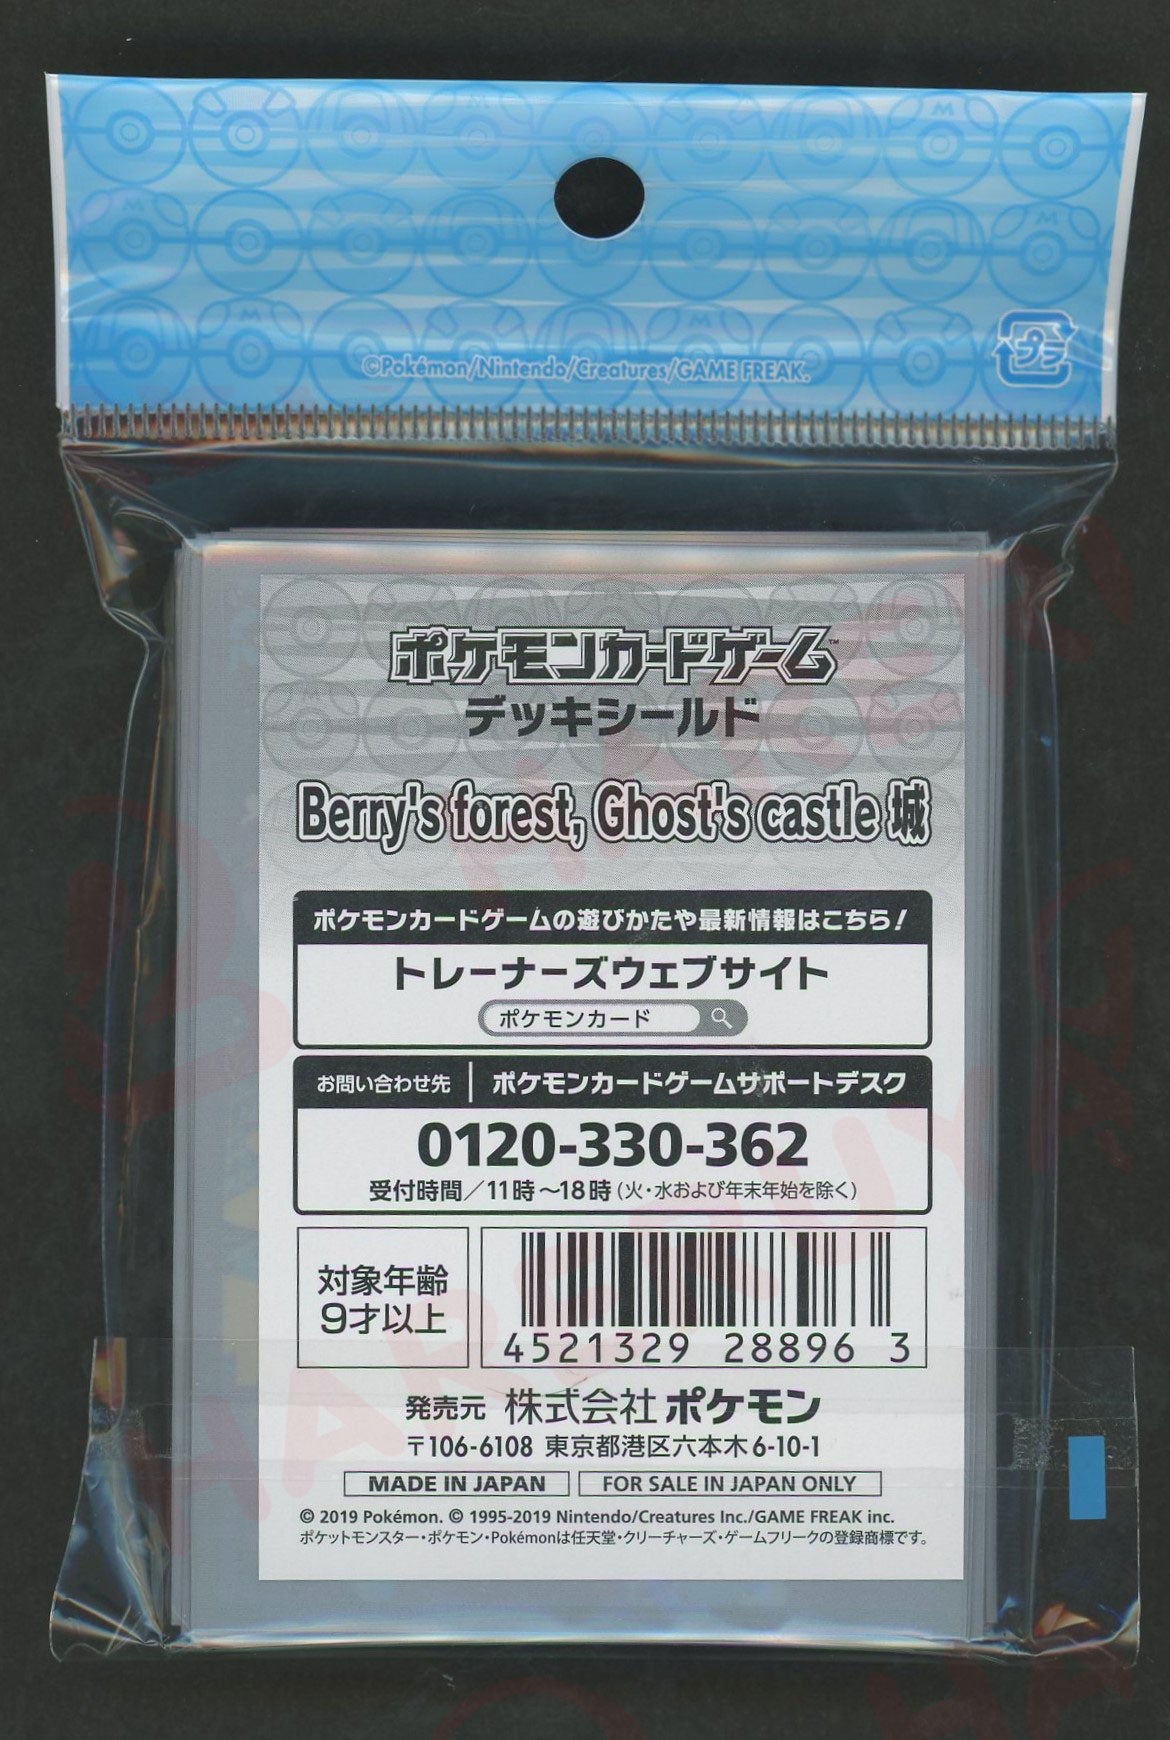 ©Pokémon/Nintendo/Creatures/GAME FREAK.
プラ
ポケモンカードゲーム™
デッキシールド
Berry's forest, Ghost's castle 城
ポケモンカードゲームの遊びかたや最新情報はこちら!
トレーナーズウェブサイト
ポケモンカード
お問い合わせ先 | ポケモンカードゲームサポートデスク
0120-330-362
受付時間/11時~18時(火・水および年末年始を除く)
対象年齢
9才以上
4521329 28896 3
発売元 株式会社ポケモン
〒106-6108 東京都港区六本木6-10-1
MADE IN JAPAN
FOR SALE IN JAPAN ONLY
© 2019 Pokémon. © 1995-2019 Nintendo/Creatures Inc./GAME FREAK inc.
ポケットモンスター・ポケモン・Pokémonは任天堂・クリーチャーズ・ゲームフリークの登録商標です。